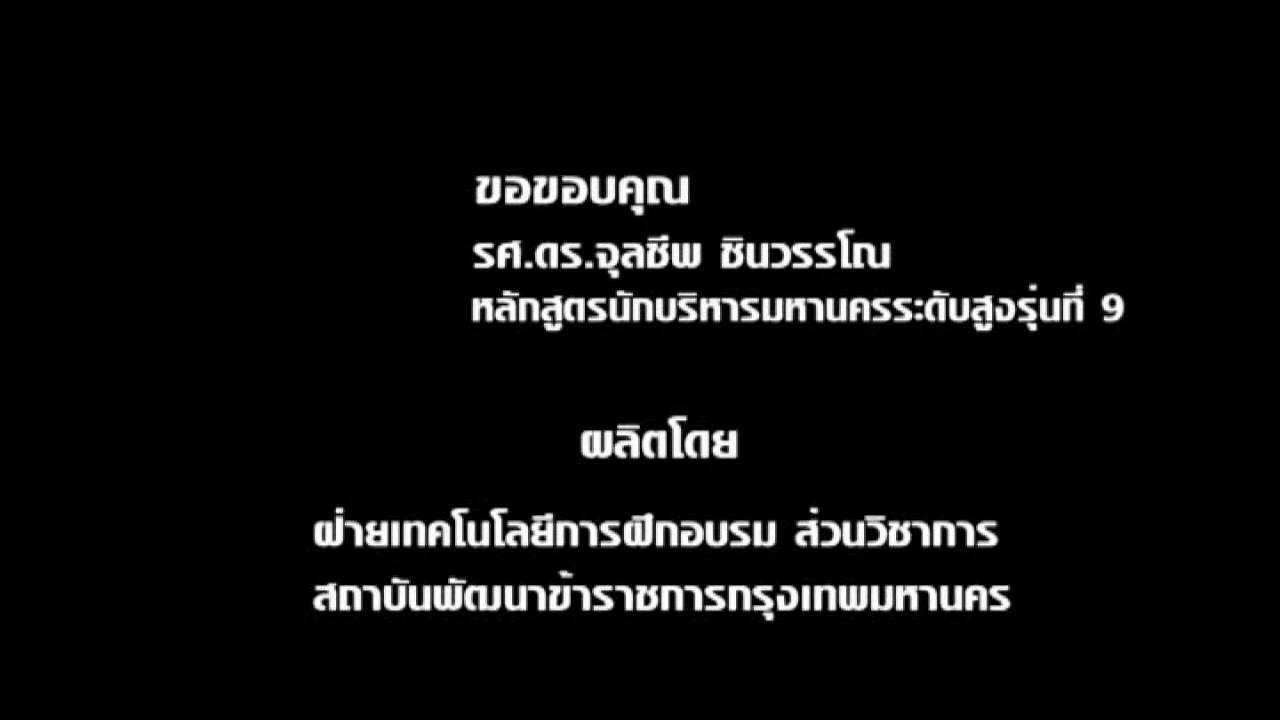 ขอขอบคุณ
รศ.ดร.จุลชีพ ชินวรรโณ
หลักสูตรนักบริหารมหานครระดับสูงรุ่นที่ 9
ผลิตโดย
ฝ่ายเทคโนโลยีการฝึกอบรม ส่วนวิชาการ
สถาบันพัฒนาข้าราชการกรุงเทพมหานคร